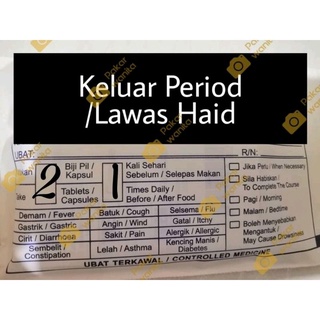 Keluar Period
/Lawas Haid
UBAT: R/N:
2 Biji Pil / Kapsul 1 Kali Sehari Sebelum / Selepas Makan
Tablets / Capsules Times Daily / Before / After Food
Jika Perlu / When Necessary
Sila Habiskan / To Complete The Course
Pagi / Morning
Malam / Bedtime
Boleh Menyebabkan Mengantuk / May Cause Drowsiness
Demam / Fever Batuk / Cough Selsema / Flu
Gastrik / Gastric Angin / Wind Gatal / Itchy
Cirit / Diarrhoea Sakit / Pain Alergik / Allergic
Sembelit / Constipation Lelah / Asthma Kencing Manis / Diabetes
UBAT TERKAWAL / CONTROLLED MEDICINE
Pakar wanita